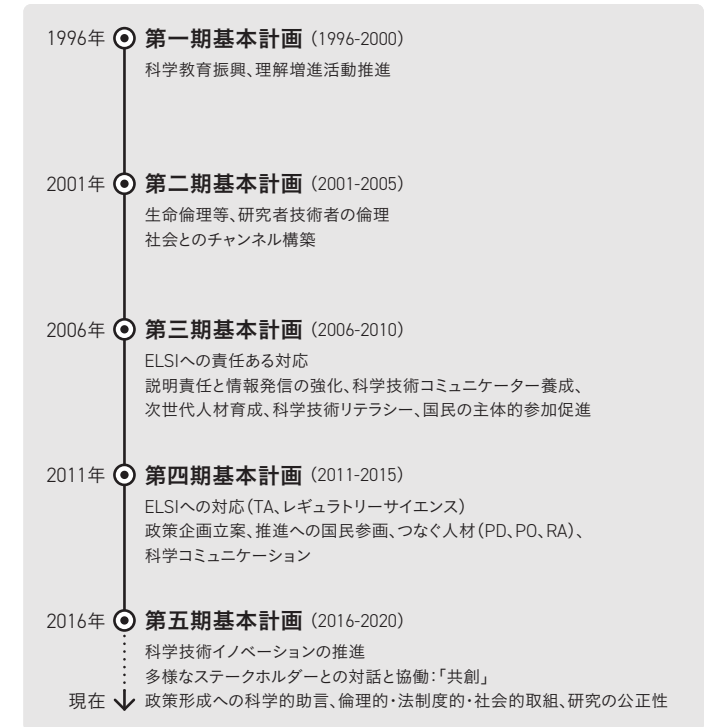 1996年 第一期基本計画 (1996-2000)
科学教育振興、理解増進活動推進
2001年 第二期基本計画 (2001-2005)
生命倫理等、研究者技術者の倫理
社会とのチャンネル構築
2006年 第三期基本計画 (2006-2010)
ELSIへの責任ある対応
説明責任と情報発信の強化、科学技術コミュニケーター養成、
次世代人材育成、科学技術リテラシー、国民の主体的参加促進
2011年 第四期基本計画 (2011-2015)
ELSIへの対応(TA、レギュラトリーサイエンス)
政策企画立案、推進への国民参画、つなぐ人材(PD、PO、RA)、
科学コミュニケーション
2016年 第五期基本計画 (2016-2020)
科学技術イノベーションの推進
多様なステークホルダーとの対話と協働:「共創」
現在 政策形成への科学的助言、倫理的・法制度的・社会的取組、研究の公正性